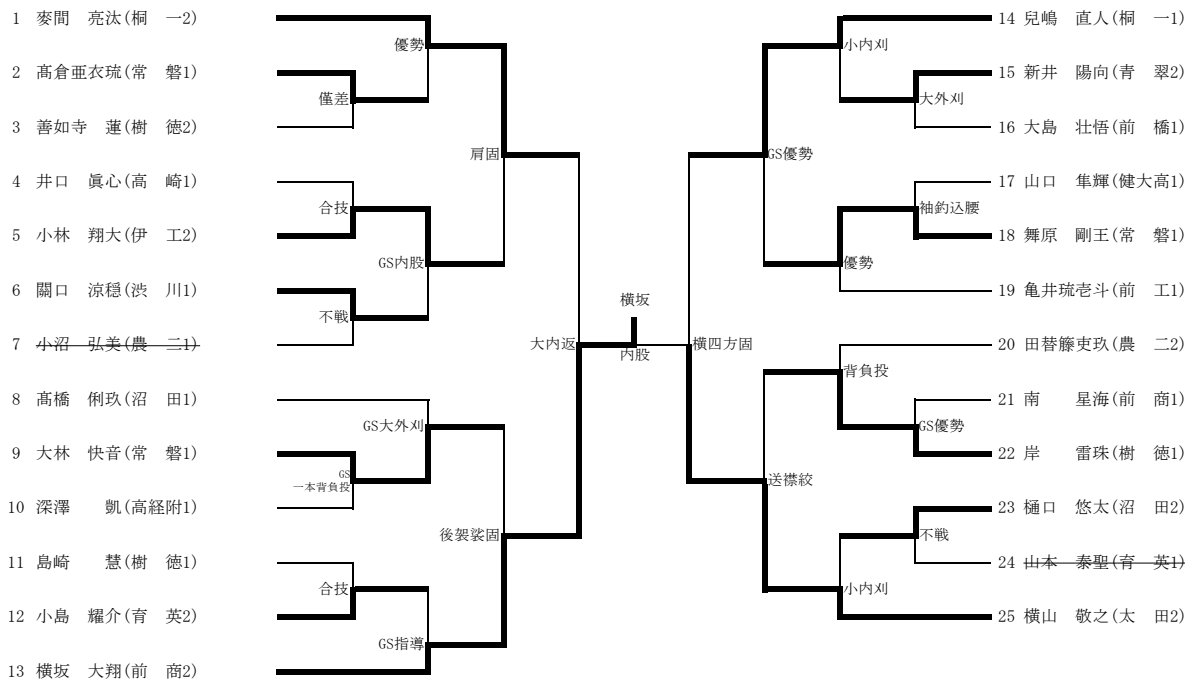 1 麥間 亮汰(桐 一2)
2 髙倉亜衣琉(常 磐1)
3 善如寺 蓮(樹 徳2)
4 井口 眞心(高 崎1)
5 小林 翔大(伊 工2)
6 關口 涼穏(渋 川1)
7 小沼 弘美(農 二1)
8 髙橋 俐玖(沼 田1)
9 大林 快音(常 磐1)
10 深澤 凱(高経附1)
11 島崎 慧(樹 徳1)
12 小島 耀介(育 英2)
13 横坂 大翔(前 商2)
優勢
僅差
肩固
合技
GS内股
不戦
大内返
GS大外刈
GS
一本背負投
後袈裟固
合技
GS指導
横坂
内股
小内刈
大外刈
GS優勢
袖釣込腰
優勢
横四方固
背負投
GS優勢
送襟絞
不戦
小内刈
14 兒嶋 直人(桐 一1)
15 新井 陽向(青 翠2)
16 大島 壮悟(前 橋1)
17 山口 隼輝(健大高1)
18 舞原 剛王(常 磐1)
19 亀井琉壱斗(前 工1)
20 田替藤吏玖(農 二2)
21 南 星海(前 商1)
22 岸 雷珠(樹 徳1)
23 樋口 悠太(沼 田2)
24 山本 泰聖(育 英1)
25 横山 敬之(太 田2)